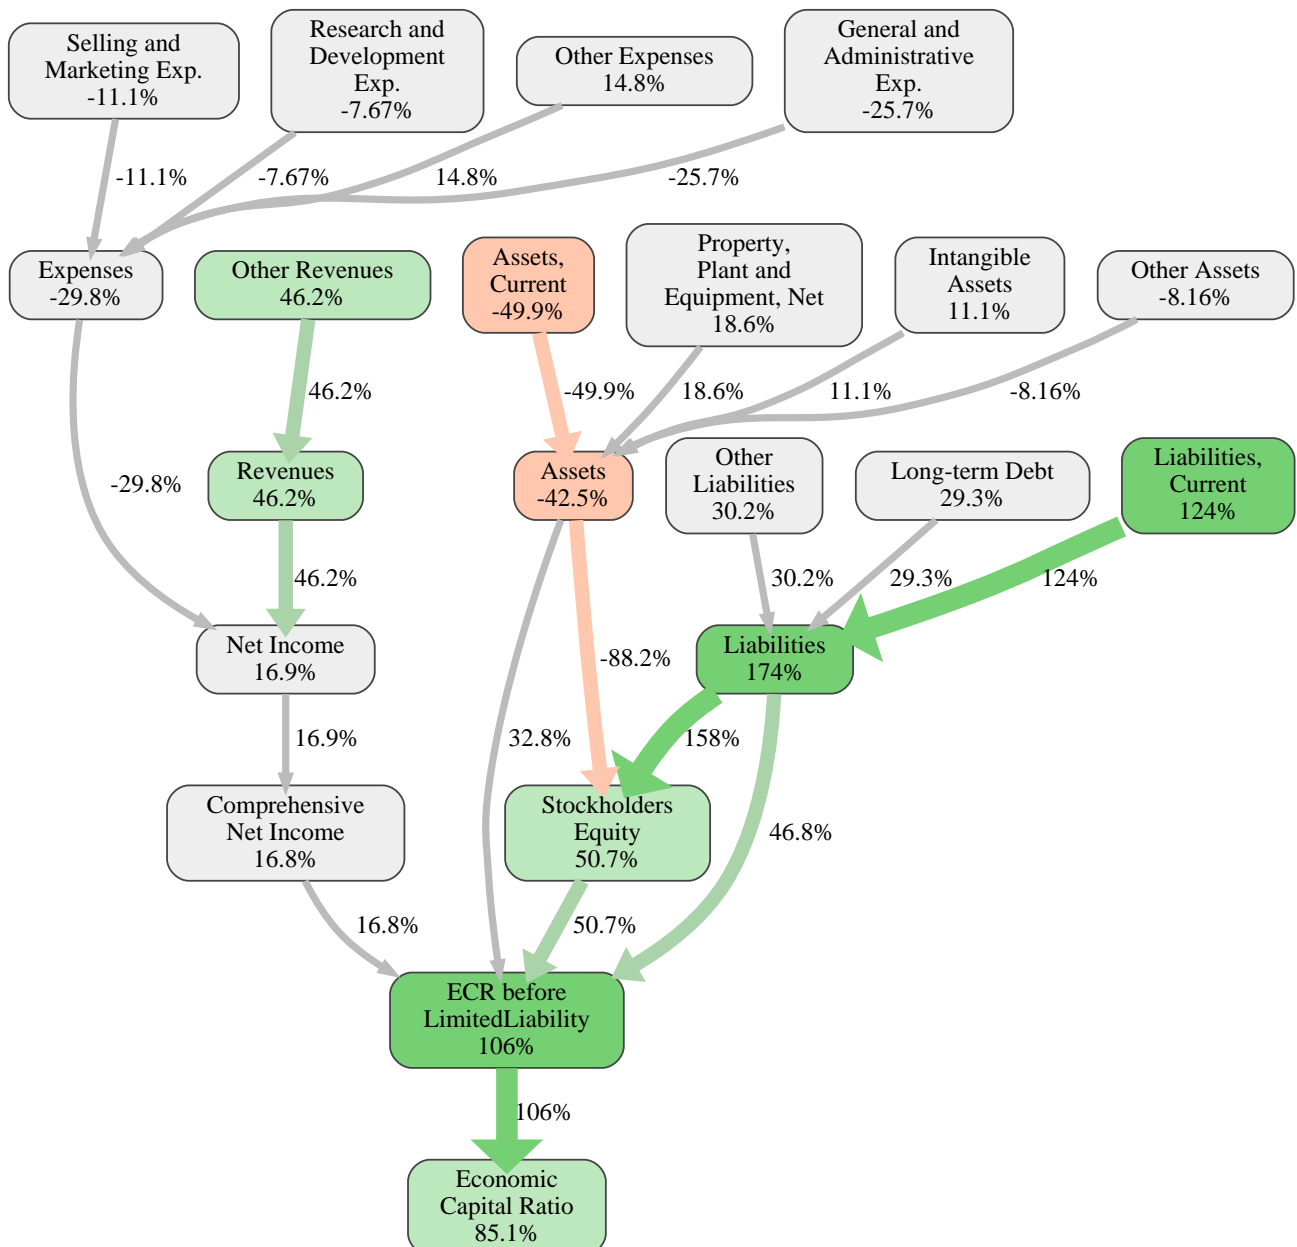 Selling and
Marketing Exp.
-11.1%
Research and
Development
Exp.
-7.67%
Other Expenses
14.8%
General and
Administrative
Exp.
-25.7%
-11.1%
-7.67%
14.8%
-25.7%
Expenses
-29.8%
Other Revenues
46.2%
Assets,
Current
-49.9%
Property,
Plant and
Equipment, Net
18.6%
Intangible
Assets
11.1%
Other Assets
-8.16%
46.2%
-49.9%
18.6%
11.1%
-8.16%
-29.8%
Revenues
46.2%
Assets
-42.5%
Other
Liabilities
30.2%
Long-term Debt
29.3%
Liabilities,
Current
124%
46.2%
30.2%
29.3%
124%
Net Income
16.9%
-88.2%
Liabilities
174%
16.9%
32.8%
158%
Comprehensive
Net Income
16.8%
Stockholders
Equity
50.7%
46.8%
16.8%
50.7%
ECR before
LimitedLiability
106%
106%
Economic
Capital Ratio
85.1%